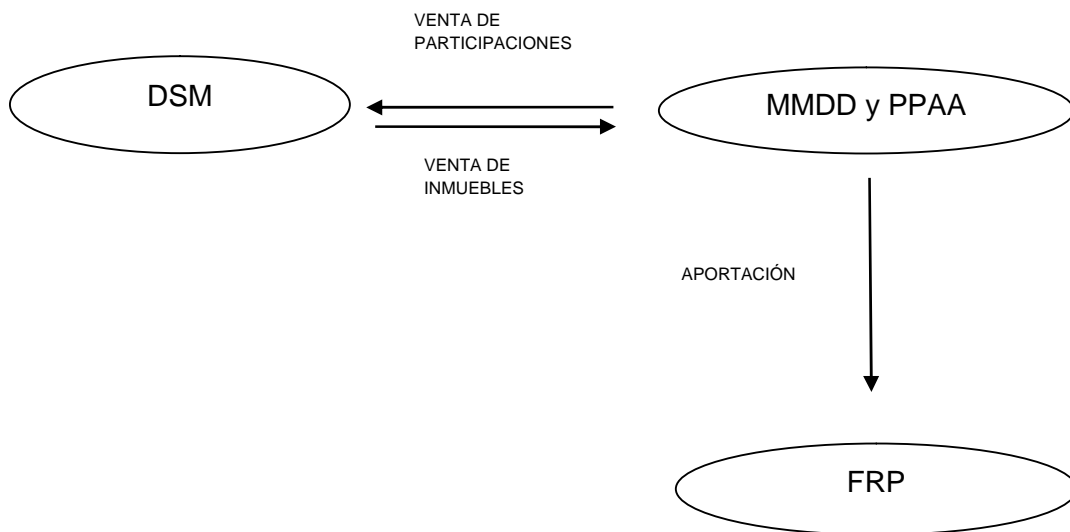 VENTA DE
PARTICIPACIONES
DSM
MMDD y PPAA
VENTA DE
INMUEBLES
APORTACIÓN
FRP